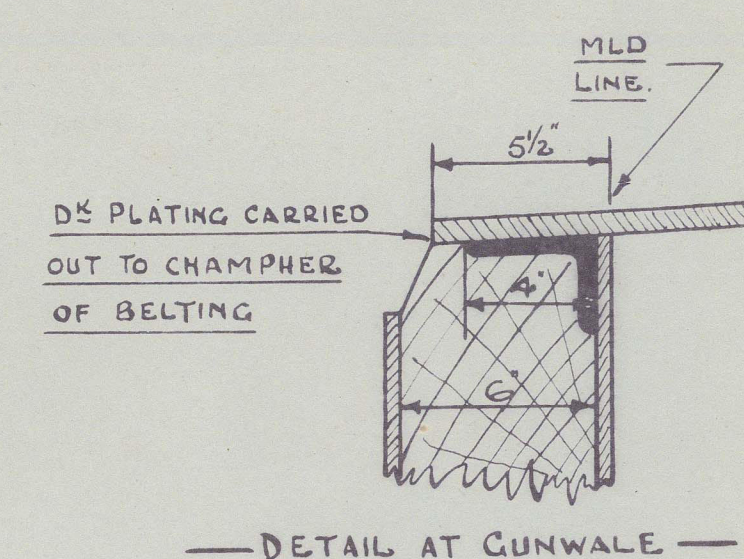 MLD
LINE.
5½"
DK PLATING CARRIED
OUT TO CHAMPHER
OF BELTING
4"
6"
— DETAIL AT GUNWALE —